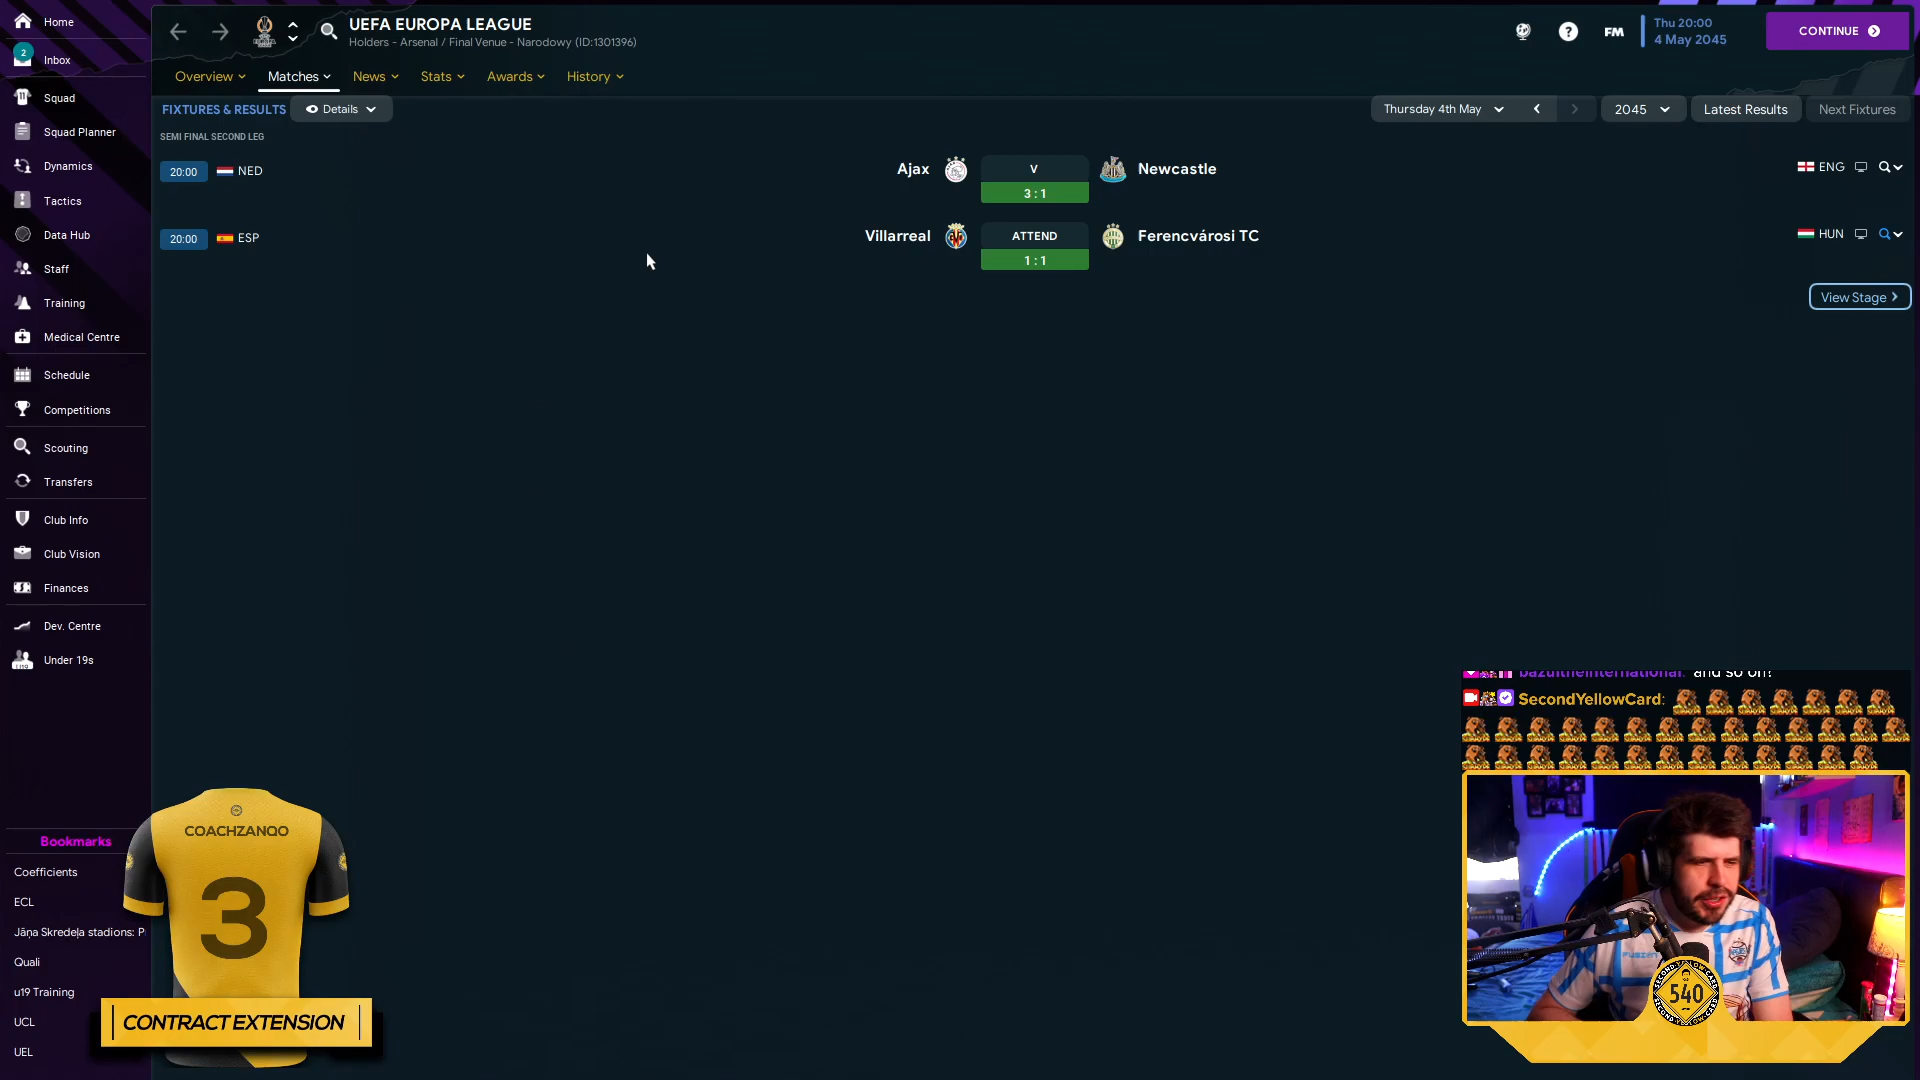 Home
2
Inbox
Squad
Squad Planner
Dynamics
Tactics
Data Hub
Staff
Training
Medical Centre
Schedule
Competitions
Scouting
Transfers
Club Info
Club Vision
Finances
Dev. Centre
Under 19s
Bookmarks
Coefficients
ECL
Jāņa Skredeļa stadions: P
Quali
u19 Training
UCL
UEL
UEFA EUROPA LEAGUE
Holders - Arsenal / Final Venue - Narodowy (ID:1301396)
FM
Thu 20:00
4 May 2045
CONTINUE
Overview
Matches
News
Stats
Awards
History
FIXTURES & RESULTS
Details
Thursday 4th May
2045
Latest Results
Next Fixtures
SEMI FINAL SECOND LEG
20:00 NED Ajax V Newcastle ENG
3 : 1
20:00 ESP Villarreal ATTEND Ferencvárosi TC HUN
1 : 1
View Stage
bazuitheinternational: and so on?
SecondYellowCard:
COACHZANQO
3
CONTRACT EXTENSION
SECOND YELLOW CARD
540